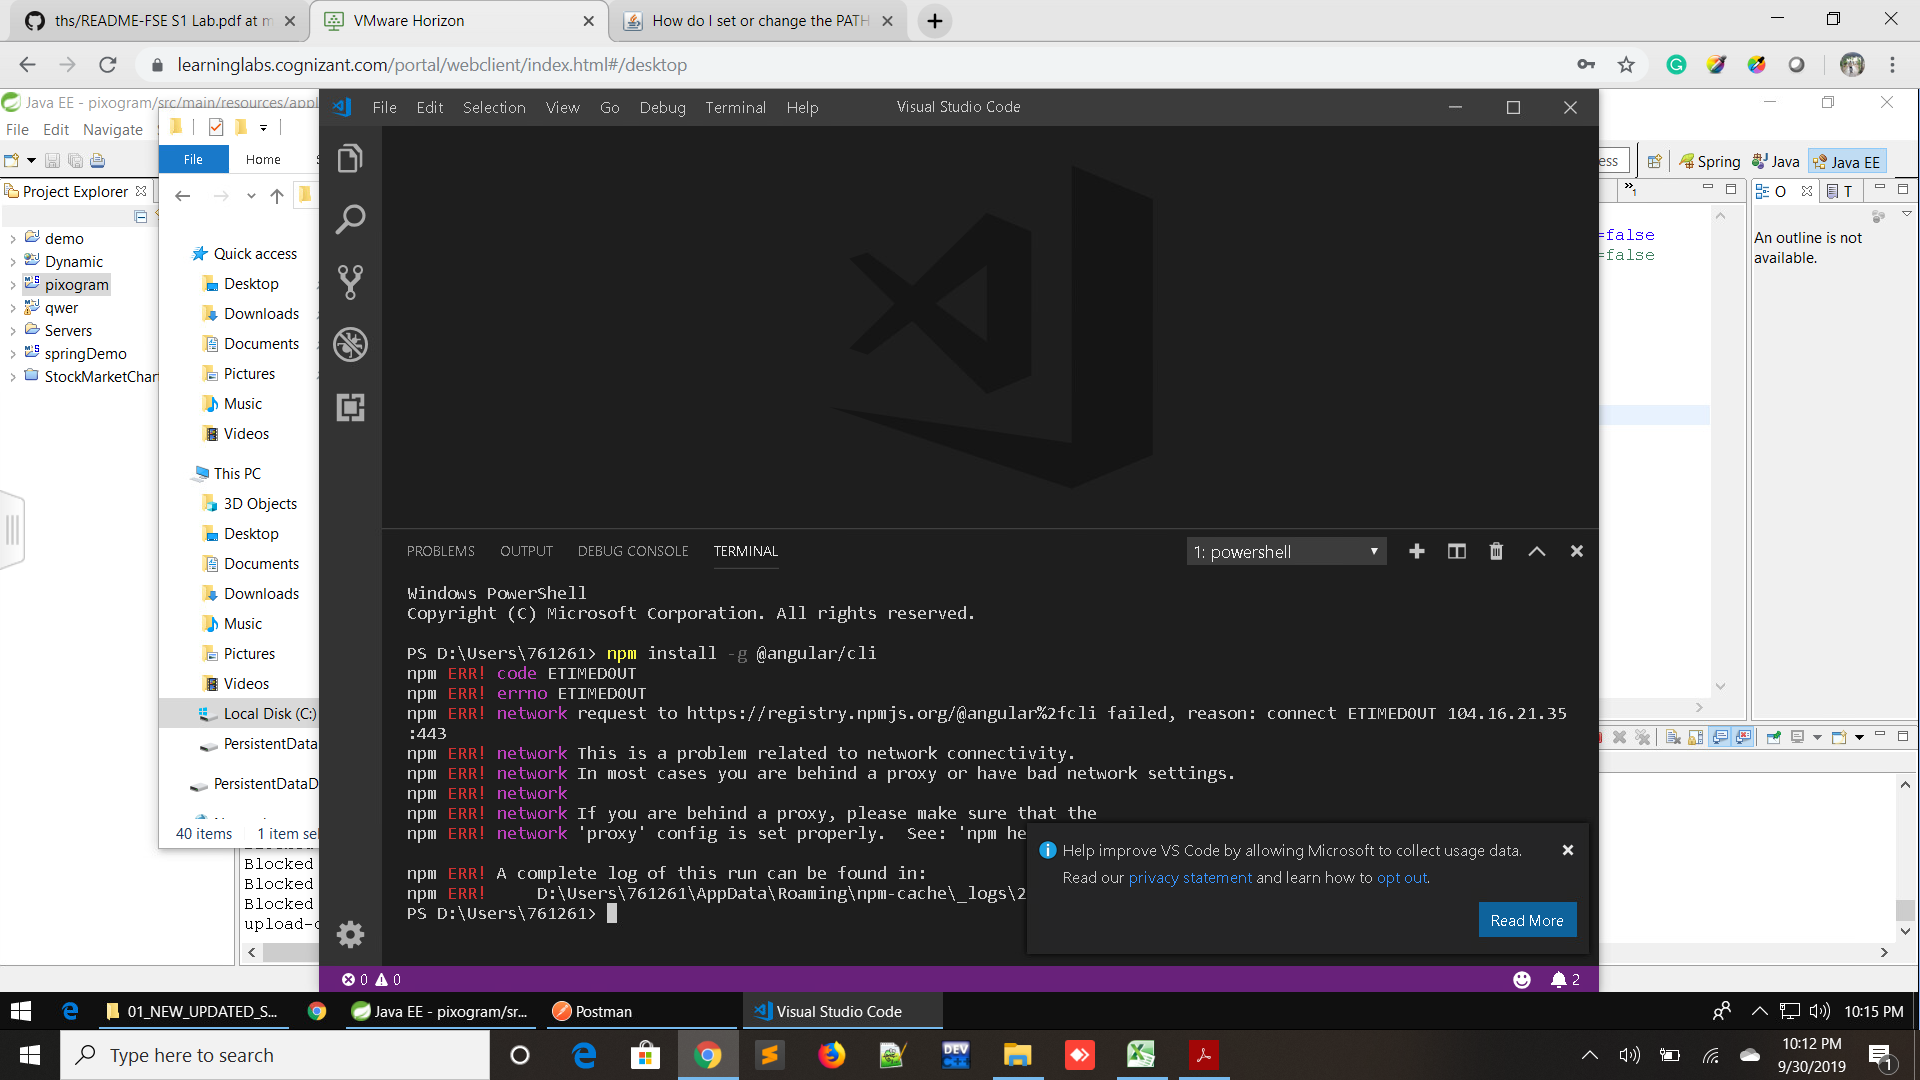 ths/README-FSE S1 Lab.pdf at m
VMware Horizon
How do I set or change the PATH
learninglabs.cognizant.com/portal/webclient/index.html#/desktop
Java EE - pixogram/src/main/resources/appl
File Edit Navigate
File Home
Project Explorer
demo
Dynamic
pixogram
qwer
Servers
springDemo
StockMarketChar
Quick access
Desktop
Downloads
Documents
Pictures
Music
Videos
This PC
3D Objects
Desktop
Documents
Downloads
Music
Pictures
Videos
Local Disk (C:)
PersistentData
PersistentDataD
40 items 1 item sel
Blocked
Blocked
Blocked
upload-
File Edit Selection View Go Debug Terminal Help
Visual Studio Code
PROBLEMS OUTPUT DEBUG CONSOLE TERMINAL
1: powershell
Windows PowerShell
Copyright (C) Microsoft Corporation. All rights reserved.
PS D:\Users\761261> npm install -g @angular/cli
npm ERR! code ETIMEDOUT
npm ERR! errno ETIMEDOUT
npm ERR! network request to https://registry.npmjs.org/@angular%2fcli failed, reason: connect ETIMEDOUT 104.16.21.35
:443
npm ERR! network This is a problem related to network connectivity.
npm ERR! network In most cases you are behind a proxy or have bad network settings.
npm ERR! network
npm ERR! network If you are behind a proxy, please make sure that the
npm ERR! network 'proxy' config is set properly.  See: 'npm he
npm ERR! A complete log of this run can be found in:
npm ERR!     D:\Users\761261\AppData\Roaming\npm-cache\_logs\2
PS D:\Users\761261>
Help improve VS Code by allowing Microsoft to collect usage data.
Read our privacy statement and learn how to opt out.
Read More
0 0
2
ess
Spring Java Java EE
1
O T
=false
=false
An outline is not
available.
01_NEW_UPDATED_S...
Java EE - pixogram/sr...
Postman
Visual Studio Code
10:15 PM
Type here to search
DEV
10:12 PM
9/30/2019
1